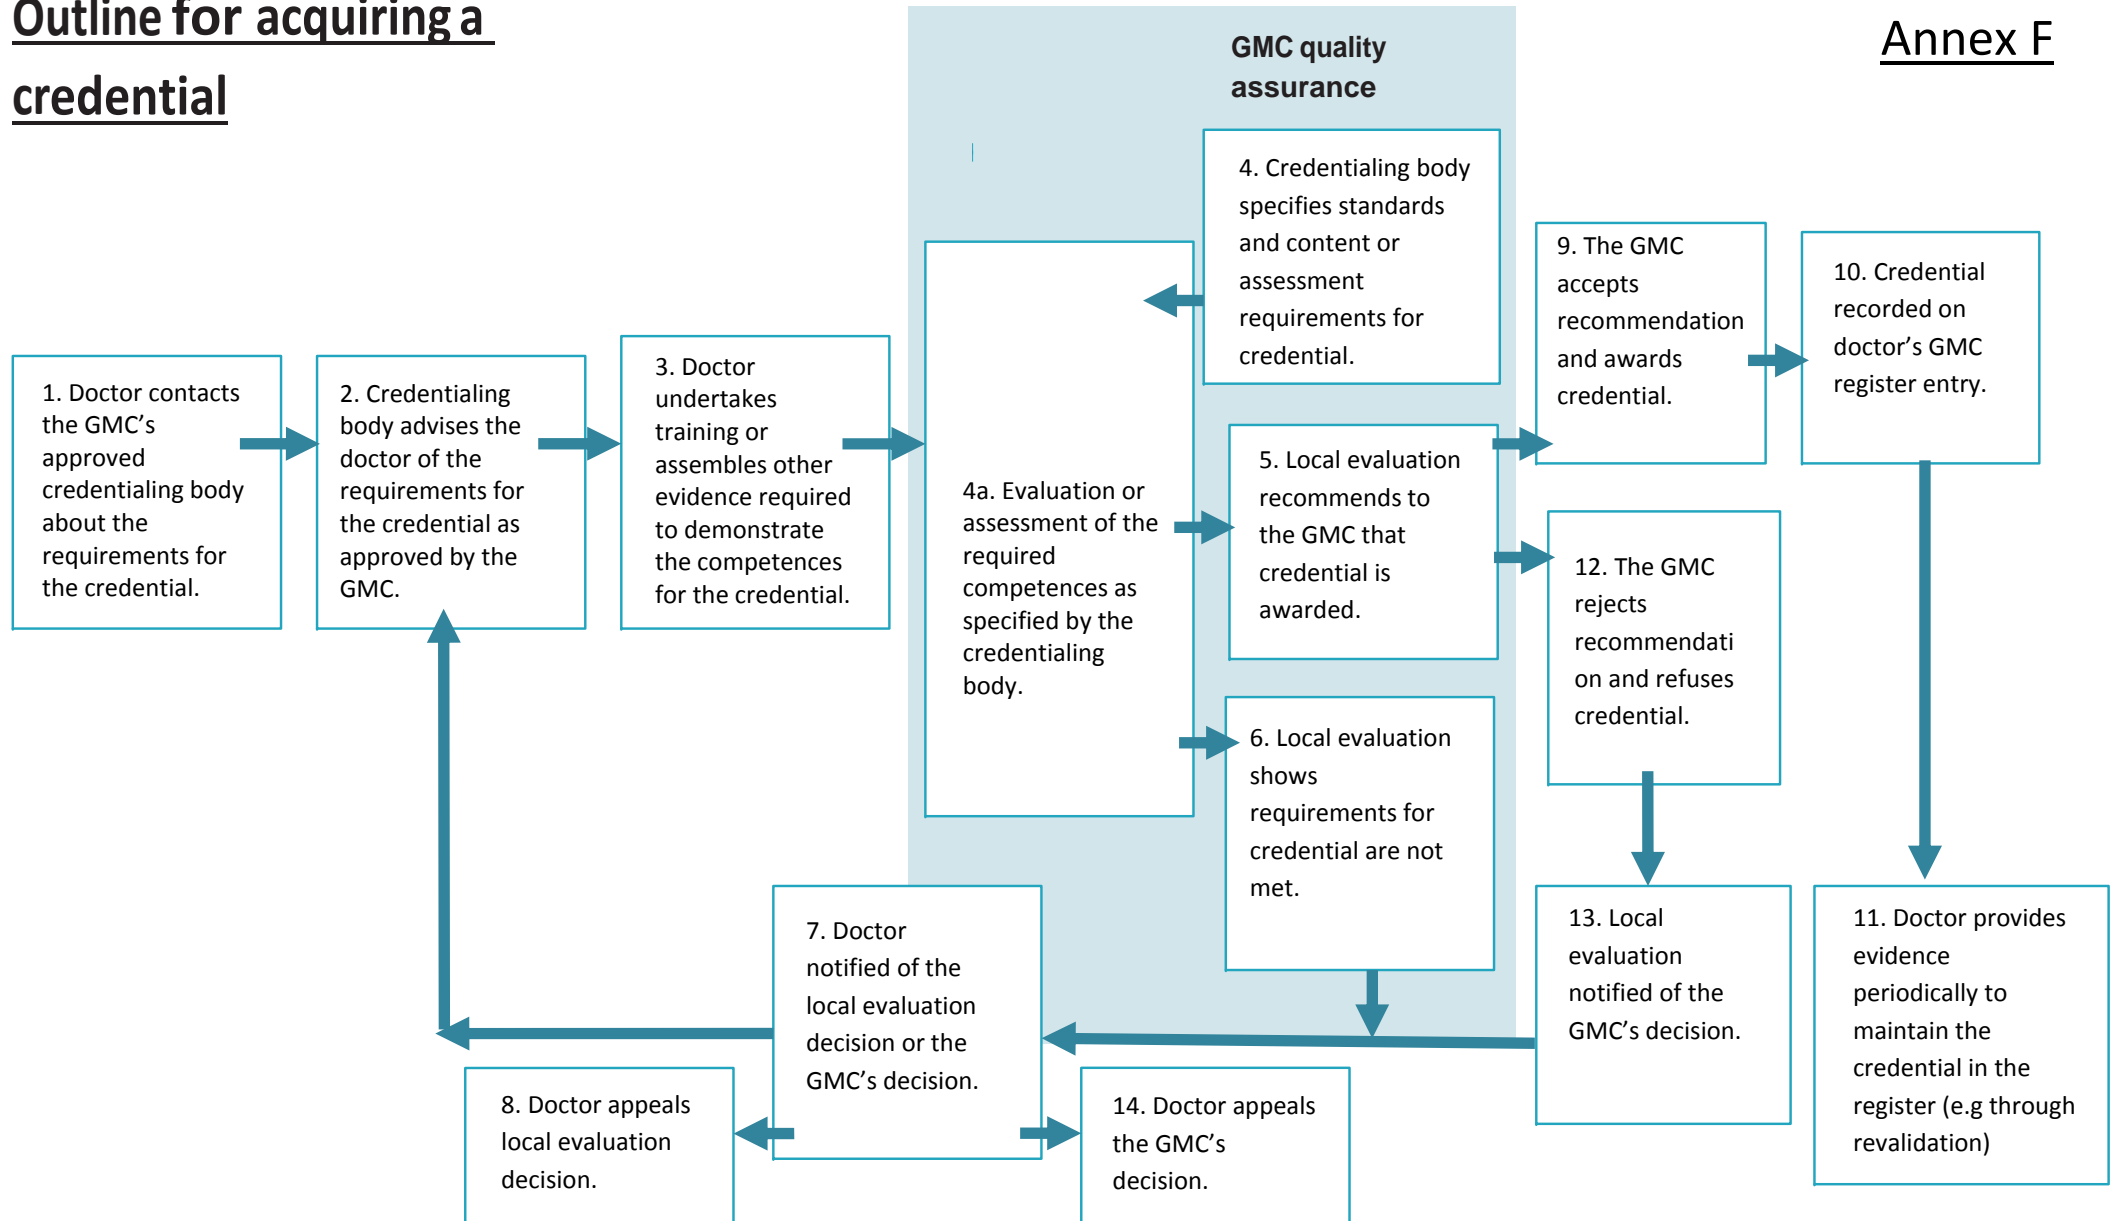 Outline for acquiring a
credential
Annex F
GMC quality
assurance
1. Doctor contacts
the GMC’s
approved
credentialing body
about the
requirements for
the credential.
2. Credentialing
body advises the
doctor of the
requirements for
the credential as
approved by the
GMC.
3. Doctor
undertakes
training or
assembles other
evidence required
to demonstrate
the competences
for the credential.
4. Credentialing body
specifies standards
and content or
assessment
requirements for
credential.
4a. Evaluation or
assessment of the
required
competences as
specified by the
credentialing
body.
5. Local evaluation
recommends to
the GMC that
credential is
awarded.
6. Local evaluation
shows
requirements for
credential are not
met.
7. Doctor
notified of the
local evaluation
decision or the
GMC’s decision.
8. Doctor appeals
local evaluation
decision.
9. The GMC
accepts
recommendation
and awards
credential.
10. Credential
recorded on
doctor’s GMC
register entry.
11. Doctor provides
evidence
periodically to
maintain the
credential in the
register (e.g through
revalidation)
12. The GMC
rejects
recommendati
on and refuses
credential.
13. Local
evaluation
notified of the
GMC’s decision.
14. Doctor appeals
the GMC’s
decision.